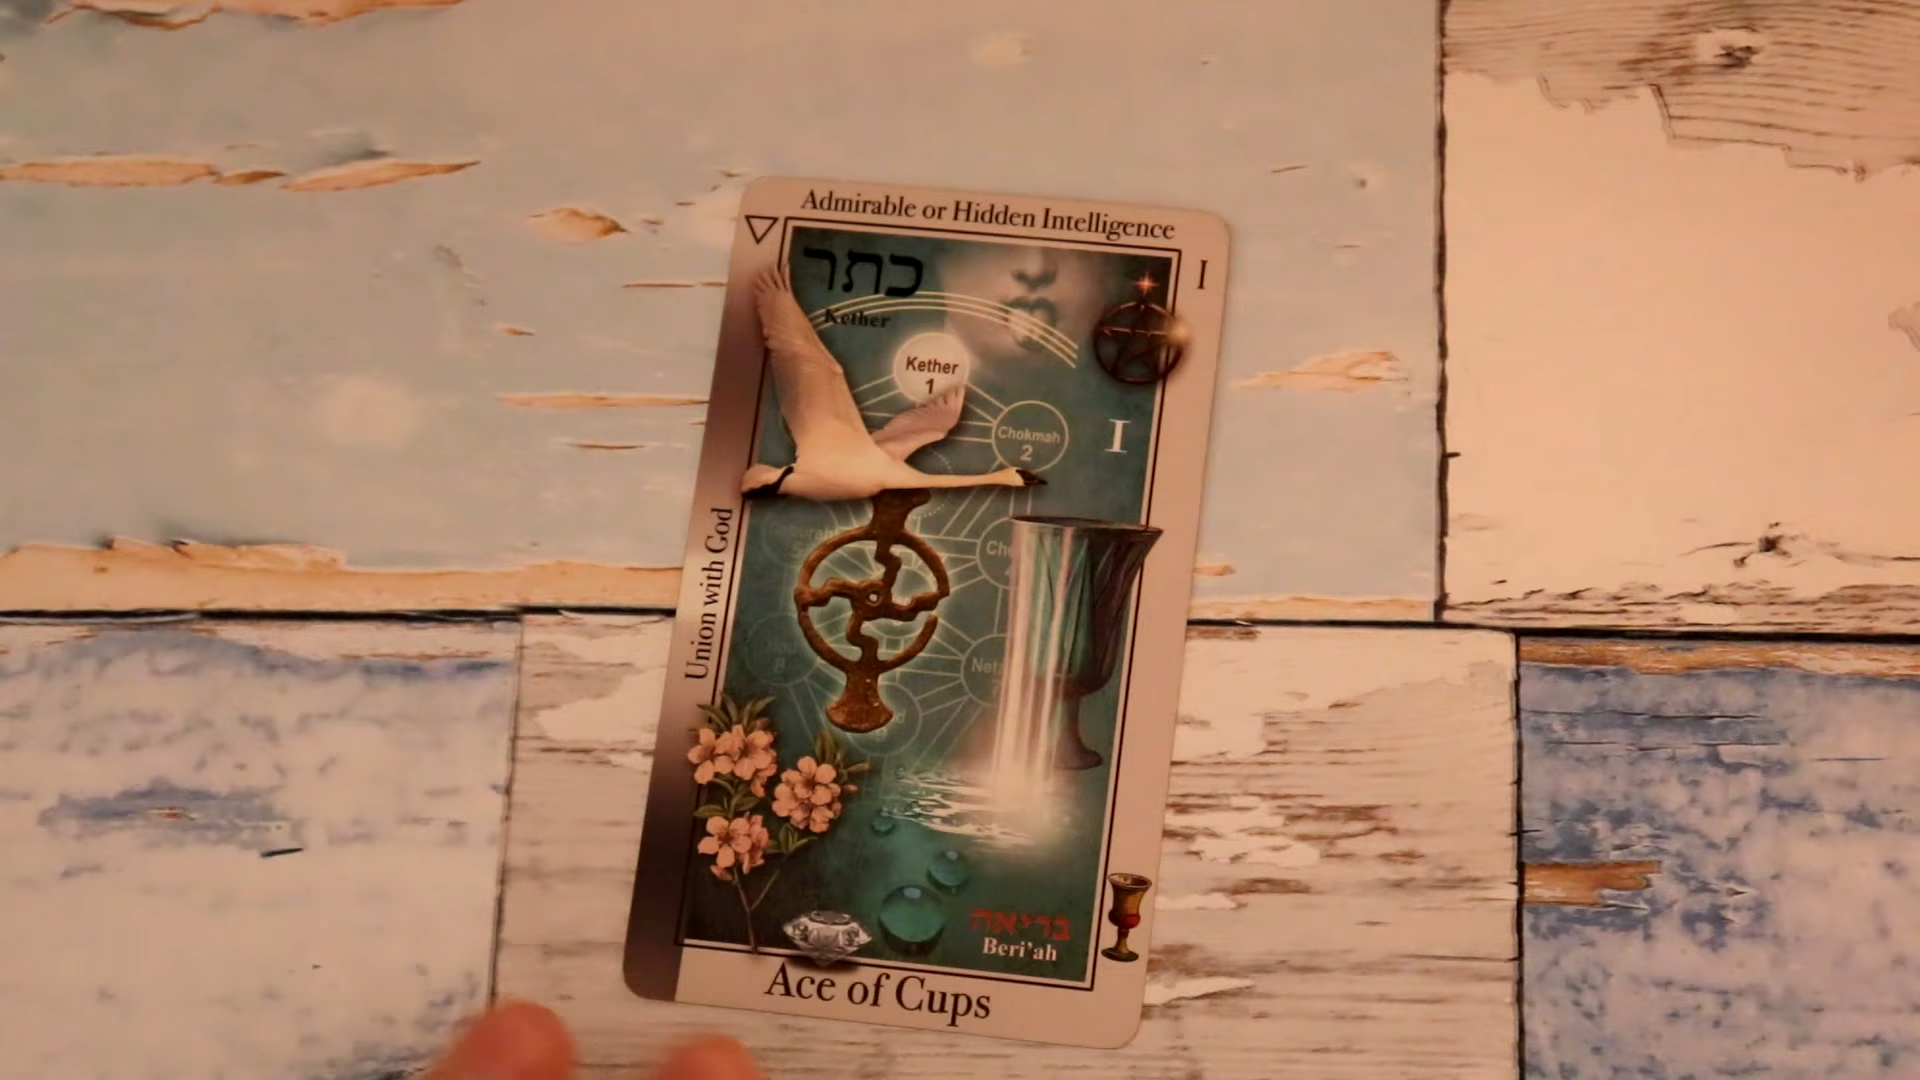 Admirable or Hidden Intelligence
I
כתר
Kether
Kether
1
Chokmah
2
I
Union with God
8
בריאה
Beri'ah
Ace of Cups